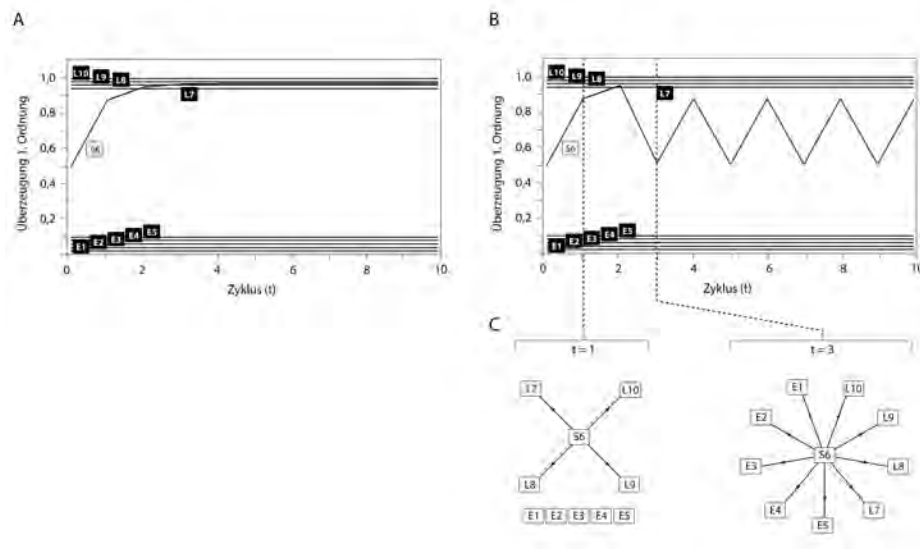 A
Überzeugung 1. Ordnung
1,0
0,8
0,6
0,4
0,2
L10
L9
L8
L7
S6
E1
E2
E3
E4
E5
0
2
4
6
8
10
Zyklus (t)
B
Überzeugung 1. Ordnung
1,0
0,8
0,6
0,4
0,2
L10
L9
L8
L7
S6
E1
E2
E3
E4
E5
0
2
4
6
8
10
Zyklus (t)
C
t = 1
L7
L10
S6
L8
L9
E1 E2 E3 E4 E5
t = 3
E1
L10
E2
L9
S6
E3
L8
E4
L7
E5